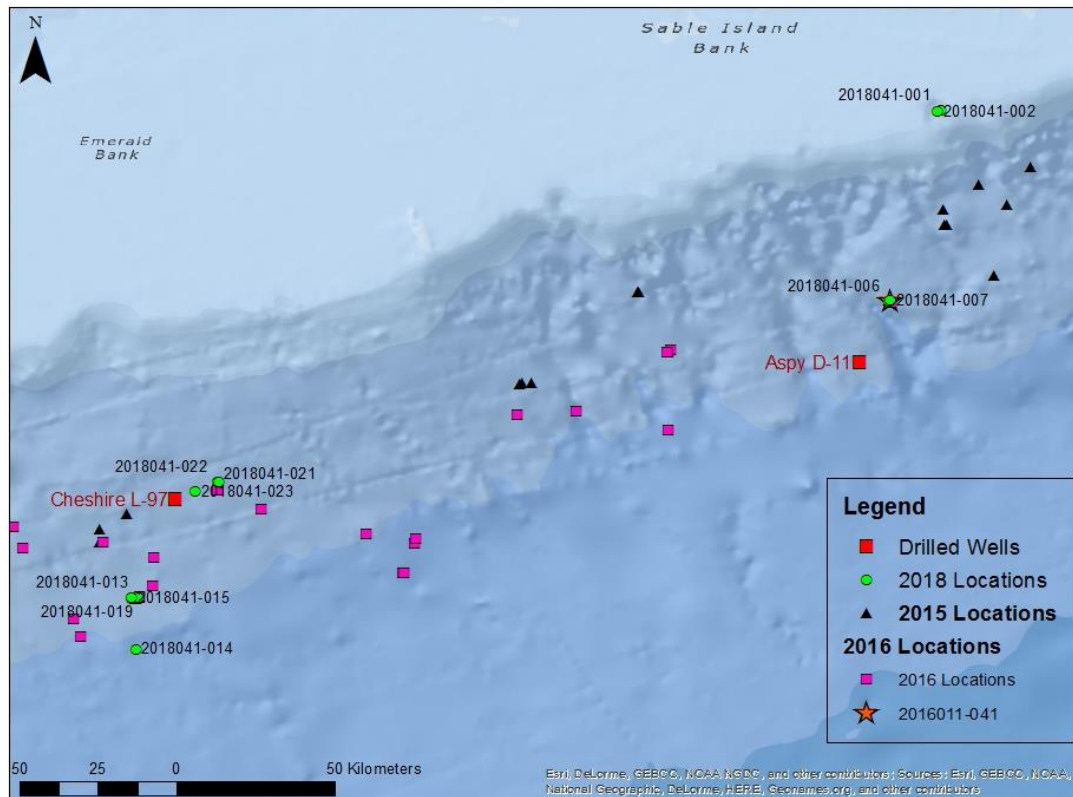 N
Sable Island
Bank
Emerald
Bank
2018041-001
2018041-002
2018041-006
2018041-007
Aspy D-11
2018041-022
2018041-021
2018041-023
Cheshire L-97
2018041-013
2018041-015
2018041-019
2018041-014
Legend
Drilled Wells
2018 Locations
2015 Locations
2016 Locations
2016 Locations
2016011-041
50 25 0 50 Kilometers
Esri, DeLorme, GEBCO, NOAA NGDC, and other contributors; Sources: Esri, GEBCO, NOAA,
National Geographic, DeLorme, HERE, Geonames.org, and other contributors